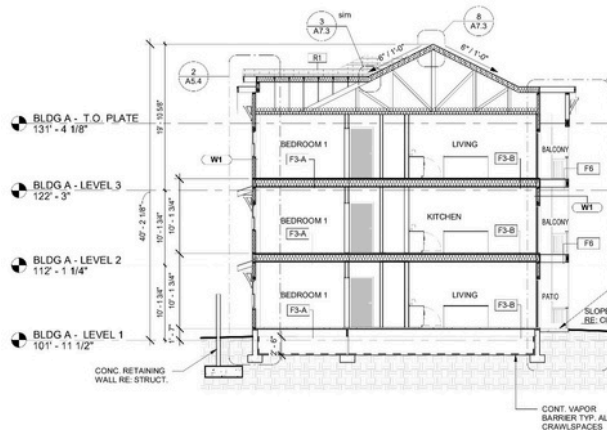 3
A7.3
sim
8
A7.3
6" / 1'-0"
6" / 1'-0"
R1
2
A5.4
BLDG A - T.O. PLATE
131' - 4 1/8"
19' - 10 5/8"
BEDROOM 1
LIVING
BALCONY
W1
F3-A
F3-B
F6
BLDG A - LEVEL 3
122' - 3"
40' - 2 1/8"
10' - 1 3/4"
10' - 1 3/4"
KITCHEN
W1
BEDROOM 1
BALCONY
F3-A
F3-B
F6
BLDG A - LEVEL 2
112' - 1 1/4"
10' - 1 3/4"
10' - 1 3/4"
BEDROOM 1
LIVING
PATIO
F3-A
F3-B
SLOPE
RE: CI
BLDG A - LEVEL 1
101' - 11 1/2"
1' - 7"
2' - 6"
CONC. RETAINING
WALL RE: STRUCT.
CONT. VAPOR
BARRIER TYP. AL
CRAWLSPACES